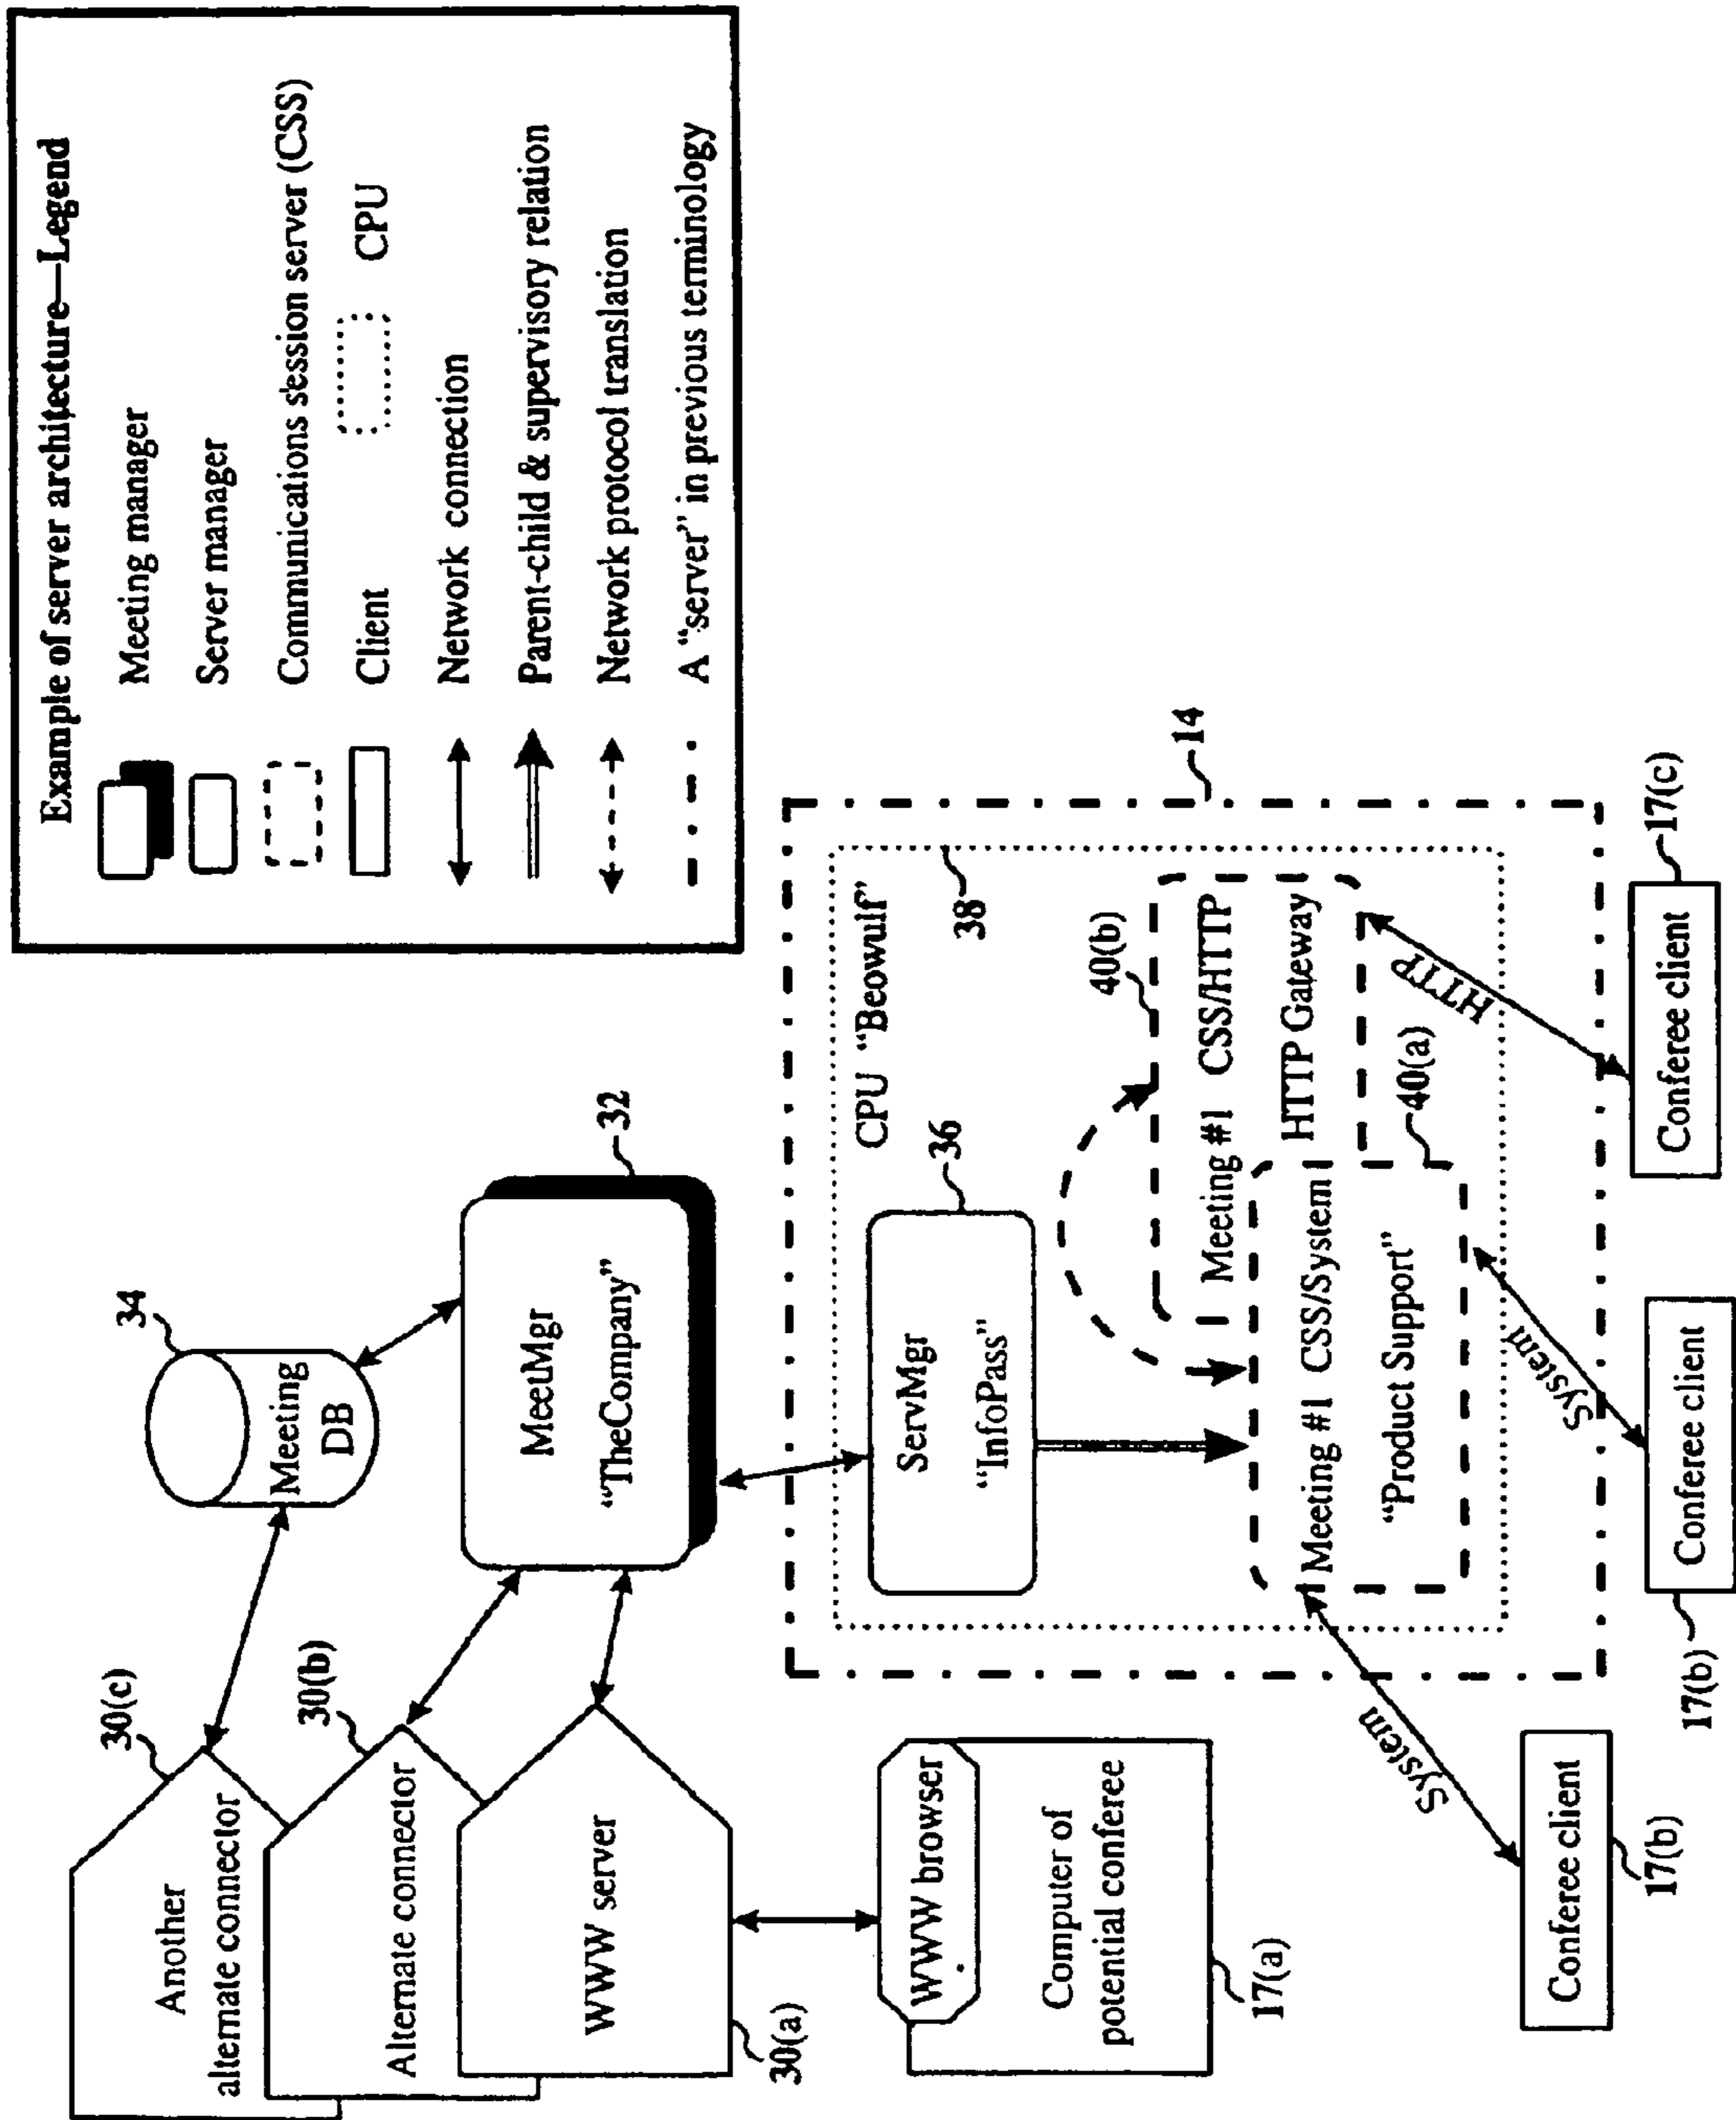 Another
alternate connector
30(c)
Alternate connector
30(b)
WWW server
30(a)
Meeting
DB
34
MeetMgr
“TheCompany”
32
WWW browser
Computer of
potential conferee
17(a)
Example of server architecture—Legend
Meeting manager
Server manager
Communications session server (CSS)
Client
CPU
Network connection
Parent-child & supervisory relation
Network protocol translation
A “server” in previous terminology
CPU “Beowulf”
ServMgr
“InfoPass”
36
38
14
40(b)
Meeting #1 CSS/HTTP
HTTP Gateway
Meeting #1 CSS/System
“Product Support”
40(a)
System
System
HTTP
Conferee client
17(b)
Conferee client
17(b)
Conferee client
17(c)